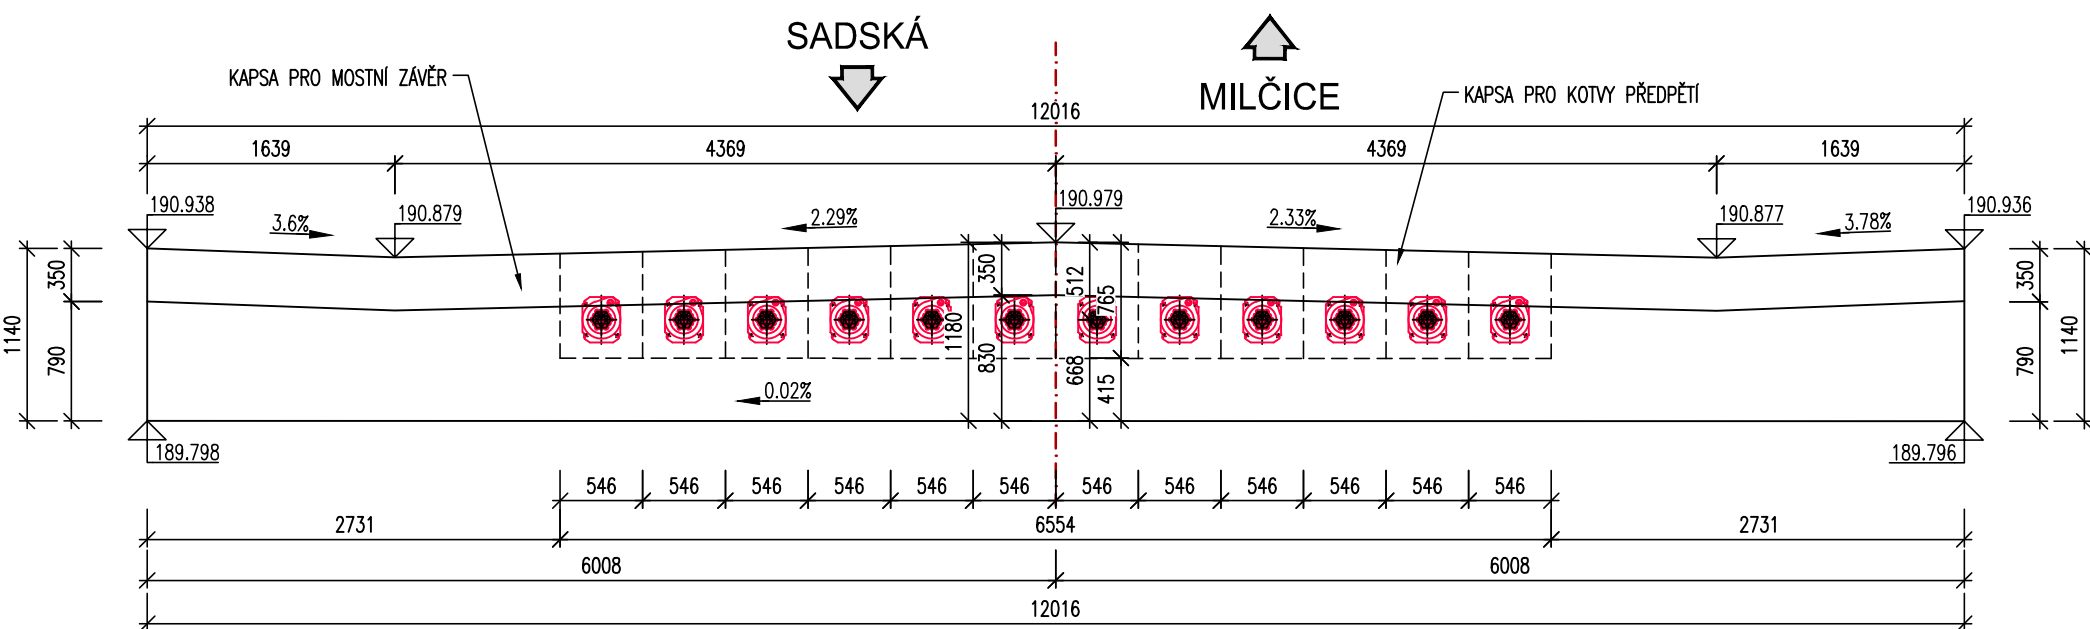 SADSKÁ
KAPSA PRO MOSTNÍ ZÁVĚR
MILČICE
KAPSA PRO KOTVY PŘEDPĚTÍ
12016
1639 4369 4369 1639
190.938 190.879 190.979 190.877 190.936
3.6% 2.29% 2.33% 3.78%
1140 350 790
1180 350 830 512 668 765 415
350 790 1140
0.02%
189.798 189.796
546 546 546 546 546 546 546 546 546 546 546 546
2731 6554 2731
6008 6008
12016